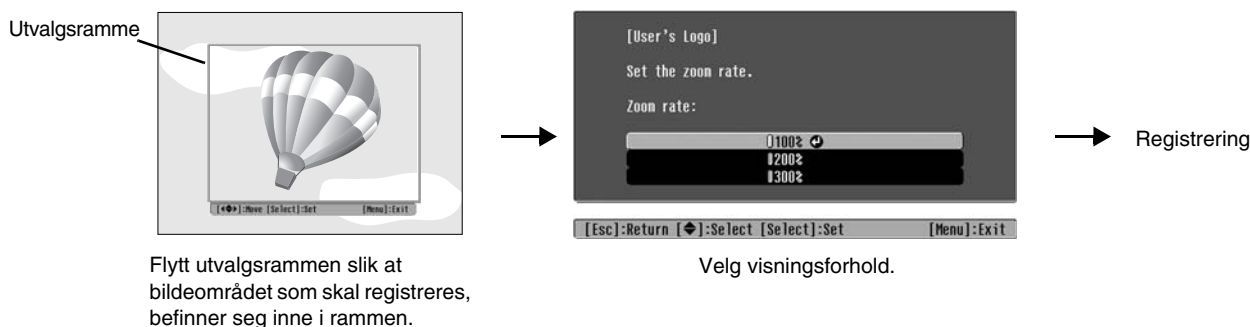 Utvalgsramme
[◀◆▶]:Move [Select]:Set [Menu]:Exit
Flytt utvalgsrammen slik at
bildeområdet som skal registreres,
befinner seg inne i rammen.
[User's Logo]
Set the zoom rate.
Zoom rate:
100%
200%
300%
[Esc]:Return [◆]:Select [Select]:Set [Menu]:Exit
Velg visningsforhold.
Registrering